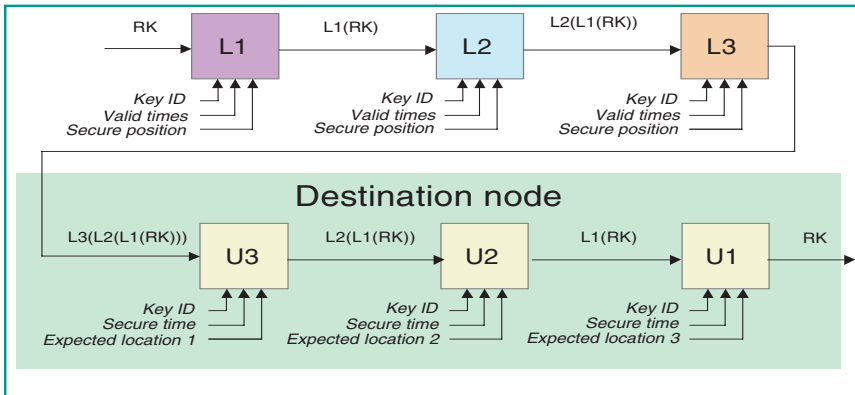 RK
L1
L1(RK)
L2
L2(L1(RK))
L3
Key ID
Valid times
Secure position
Key ID
Valid times
Secure position
Key ID
Valid times
Secure position
Destination node
L3(L2(L1(RK)))
U3
L2(L1(RK))
U2
L1(RK)
U1
RK
Key ID
Secure time
Expected location 1
Key ID
Secure time
Expected location 2
Key ID
Secure time
Expected location 3